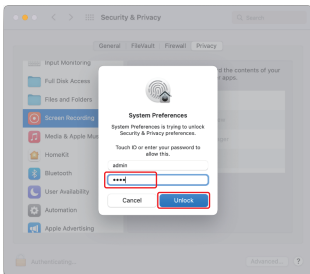 Security & Privacy
Search
General
FileVault
Firewall
Privacy
Input Monitoring
Full Disk Access
Files and Folders
Screen Recording
Media & Apple Mus
HomeKit
Bluetooth
User Availability
Automation
Apple Advertising
the contents of your
apps.
System Preferences
System Preferences is trying to unlock
Security & Privacy preferences.
Touch ID or enter your password to
allow this.
admin
••••
Cancel
Unlock
Authenticating...
Advanced...
?